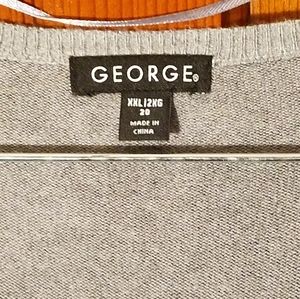 GEORGE®
XXL/2XG
20
MADE IN
CHINA